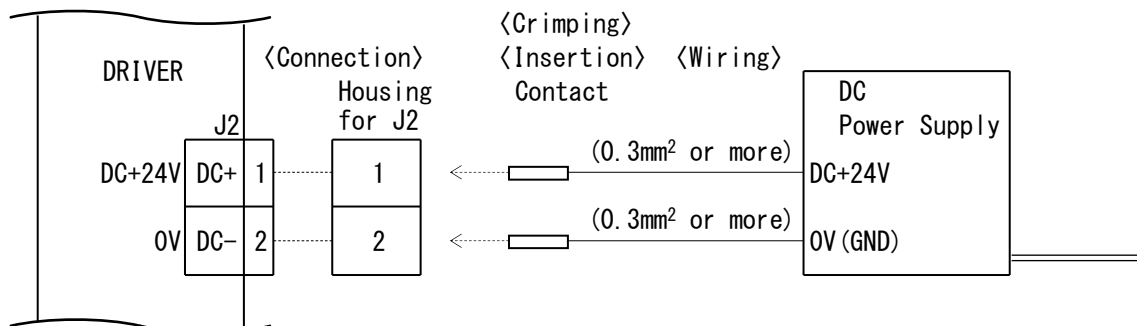 〈Crimping〉
DRIVER 〈Connection〉 〈Insertion〉 〈Wiring〉
Housing Contact DC
J2 for J2 Power Supply
(0.3mm² or more)
DC+24V DC+ 1 1 DC+24V
(0.3mm² or more)
0V DC− 2 2 0V(GND)